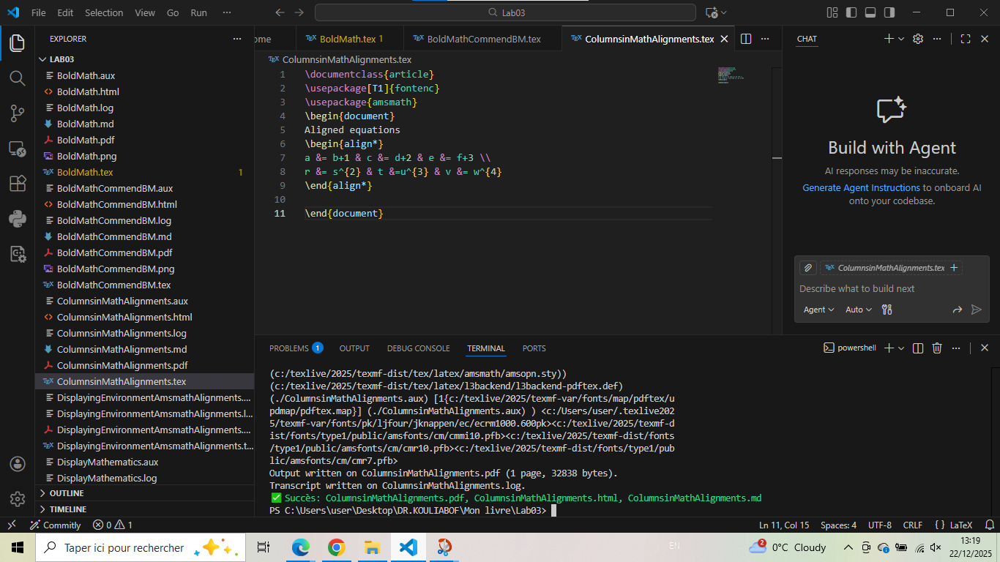 File Edit Selection View Go Run ··· Lab03
EXPLORER ···
LAB03
BoldMath.aux
BoldMath.html
BoldMath.log
BoldMath.md
BoldMath.pdf
BoldMath.png
BoldMath.tex 1
BoldMathCommendBM.aux
BoldMathCommendBM.html
BoldMathCommendBM.log
BoldMathCommendBM.md
BoldMathCommendBM.pdf
BoldMathCommendBM.png
BoldMathCommendBM.tex
ColumnsinMathAlignments.aux
ColumnsinMathAlignments.html
ColumnsinMathAlignments.log
ColumnsinMathAlignments.md
ColumnsinMathAlignments.pdf
ColumnsinMathAlignments.tex
DisplayingEnvironmentAmsmathAlignments....
DisplayingEnvironmentAmsmathAlignments.l...
DisplayingEnvironmentAmsmathAlignments....
DisplayingEnvironmentAmsmathAlignments.t...
DisplayMathematics.aux
DisplayMathematics.log
OUTLINE
TIMELINE
ome TEX BoldMath.tex 1 TEX BoldMathCommendBM.tex TEX ColumnsinMathAlignments.tex
TEX ColumnsinMathAlignments.tex
1 \documentclass{article}
2 \usepackage[T1]{fontenc}
3 \usepackage{amsmath}
4 \begin{document}
5 Aligned equations
6 \begin{align*}
7 a &= b+1 & c &= d+2 & e &= f+3 \\
8 r &= s^{2} & t &=u^{3} & v &= w^{4}
9 \end{align*}
10
11 \end{document}
CHAT
Build with Agent
AI responses may be inaccurate.
Generate Agent Instructions to onboard AI
onto your codebase.
TEX ColumnsinMathAlignments.tex +
Describe what to build next
Agent Auto
PROBLEMS 1 OUTPUT DEBUG CONSOLE TERMINAL PORTS powershell
(c:/texlive/2025/texmf-dist/tex/latex/amsmath/amsopn.sty))
(c:/texlive/2025/texmf-dist/tex/latex/l3backend/l3backend-pdftex.def)
(./ColumnsinMathAlignments.aux) [1{c:/texlive/2025/texmf-var/fonts/map/pdftex/u
pdmap/pdftex.map}] (./ColumnsinMathAlignments.aux) ) <c:/Users/user/.texlive202
5/texmf-var/fonts/pk/ljfour/jknappen/ec/ecrm1000.600pk><c:/texlive/2025/texmf-d
ist/fonts/type1/public/amsfonts/cm/cmmi10.pfb><c:/texlive/2025/texmf-dist/fonts
/type1/public/amsfonts/cm/cmr10.pfb><c:/texlive/2025/texmf-dist/fonts/type1/pub
lic/amsfonts/cm/cmr7.pfb>
Output written on ColumnsinMathAlignments.pdf (1 page, 32838 bytes).
Transcript written on ColumnsinMathAlignments.log.
✅ Succès: ColumnsinMathAlignments.pdf, ColumnsinMathAlignments.html, ColumnsinMathAlignments.md
PS C:\Users\user\Desktop\DR.KOULIABOF\Mon livre\Lab03>
Commitly 0 1 Ln 11, Col 15 Spaces: 4 UTF-8 CRLF { } LaTeX
Taper ici pour rechercher EN 2 0°C Cloudy 13:19
22/12/2025